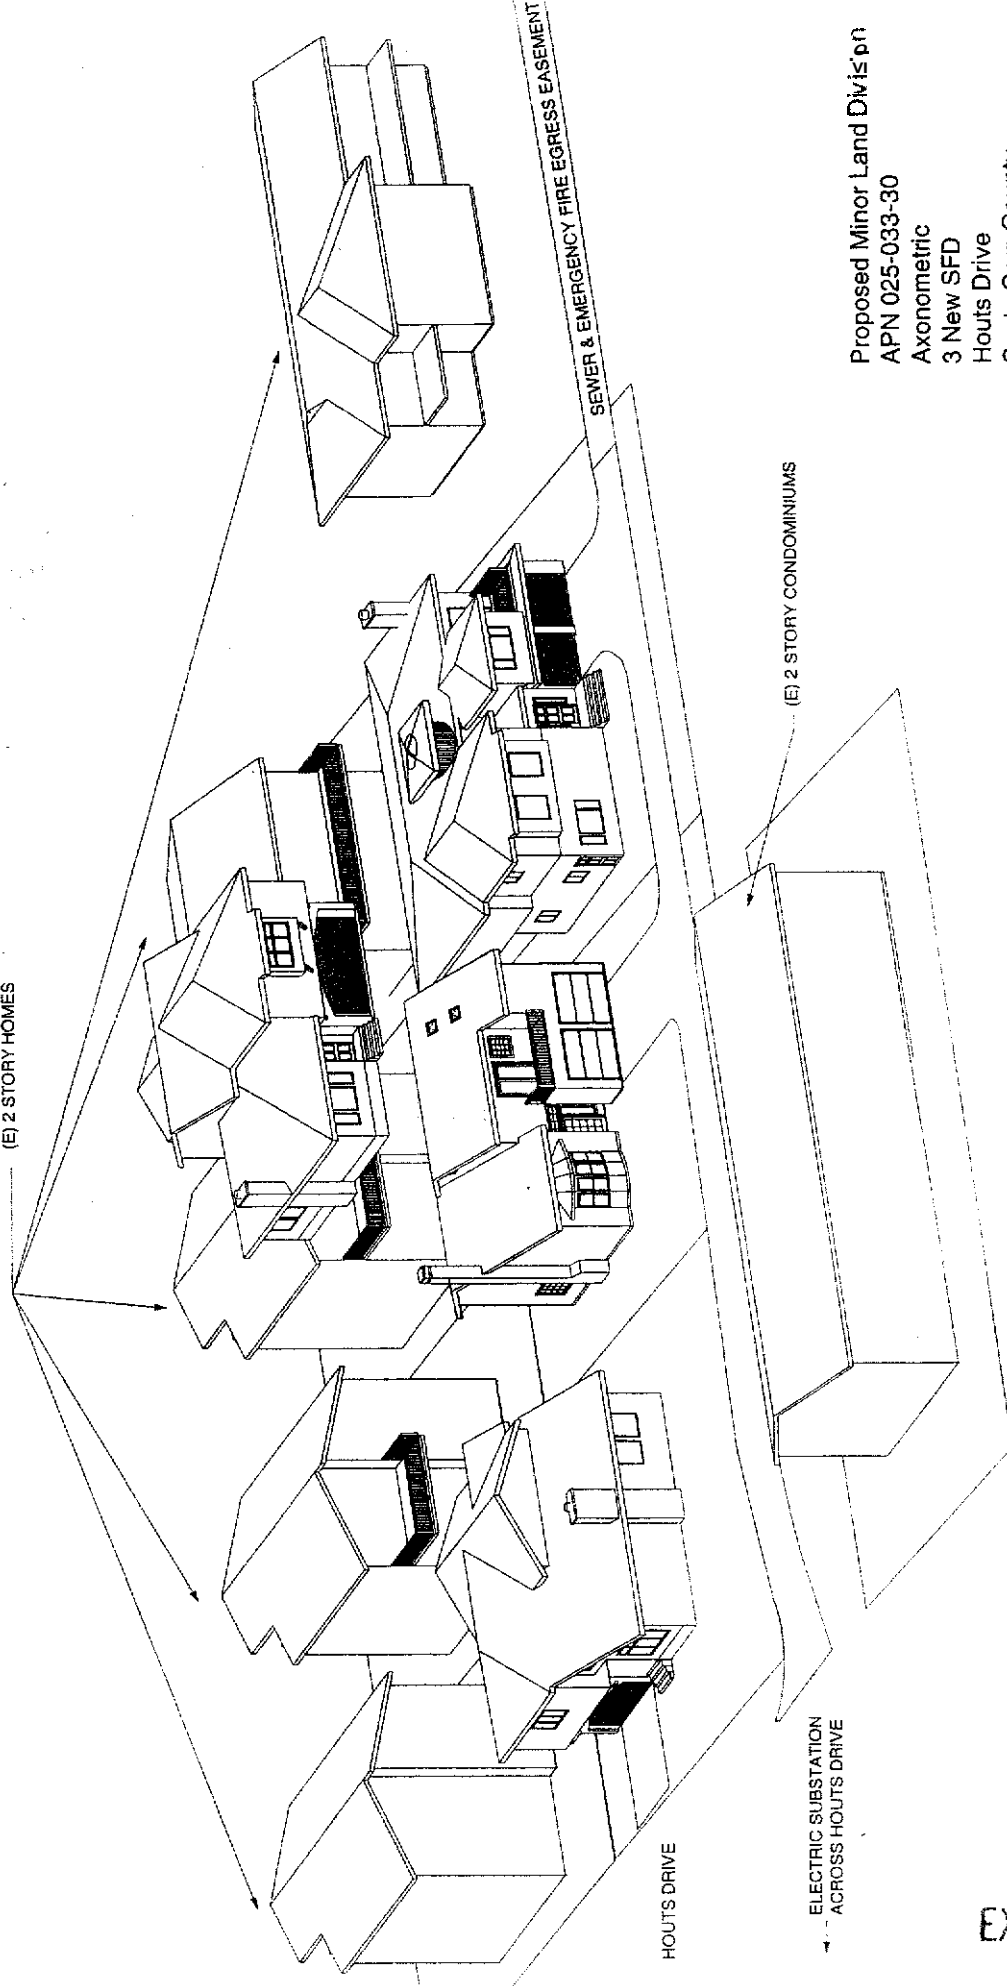 (E) 2 STORY HOMES
SEWER & EMERGENCY FIRE EGRESS EASEMENT
(E) 2 STORY CONDOMINIUMS
HOUTS DRIVE
ELECTRIC SUBSTATION
ACROSS HOUTS DRIVE
Proposed Minor Land Division
APN 025-033-30
Axonometric
3 New SFD
Houts Drive